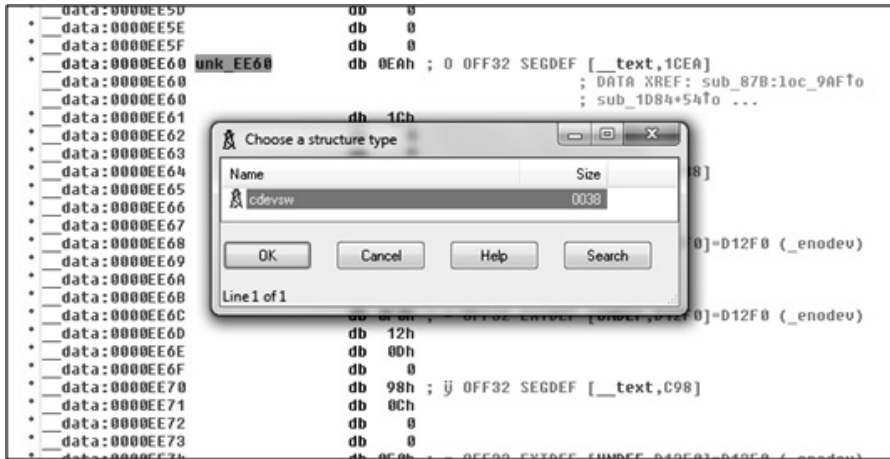 __data:0000EE5D db 0
__data:0000EE5E db 0
__data:0000EE5F db 0
__data:0000EE60 unk_EE60 db 0EAh ; O OFF32 SEGDEF [__text,1CEA]
__data:0000EE60 ; DATA XREF: sub_87B:loc_9AF↑o
__data:0000EE60 ; sub_1D84+54↑o ...
__data:0000EE61 db 1Ch
__data:0000EE62
__data:0000EE63
__data:0000EE64 8]
__data:0000EE65
__data:0000EE66
__data:0000EE67
__data:0000EE68 0]=D12F0 (_enodev)
__data:0000EE69
__data:0000EE6A
__data:0000EE6B
__data:0000EE6C 0]=D12F0 (_enodev)
__data:0000EE6D db 12h
__data:0000EE6E db 0Dh
__data:0000EE6F db 0
__data:0000EE70 db 98h ; ÿ OFF32 SEGDEF [__text,C98]
__data:0000EE71 db 0Ch
__data:0000EE72 db 0
__data:0000EE73 db 0
Choose a structure type
Name Size
cdevsw 0038
OK Cancel Help Search
Line 1 of 1